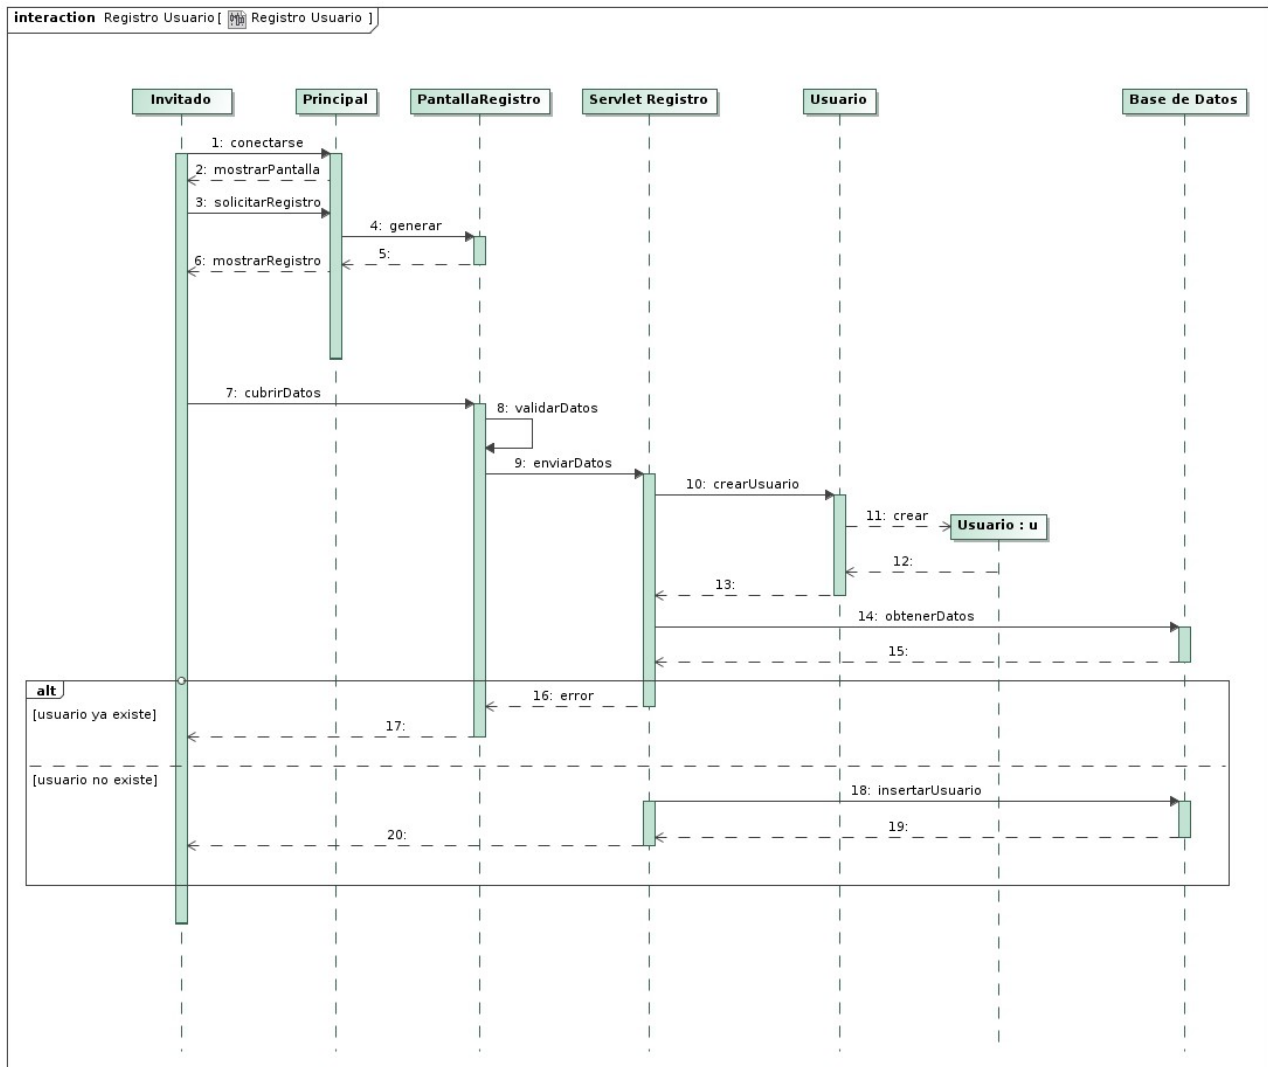 interaction Registro Usuario[ Registro Usuario ]
Invitado
Principal
PantallaRegistro
Servlet Registro
Usuario
Base de Datos
1: conectarse
2: mostrarPantalla
3: solicitarRegistro
4: generar
5:
6: mostrarRegistro
7: cubrirDatos
8: validarDatos
9: enviarDatos
10: crearUsuario
11: crear
Usuario : u
12:
13:
14: obtenerDatos
15:
alt
16: error
[usuario ya existe]
17:
[usuario no existe]
18: insertarUsuario
19:
20: